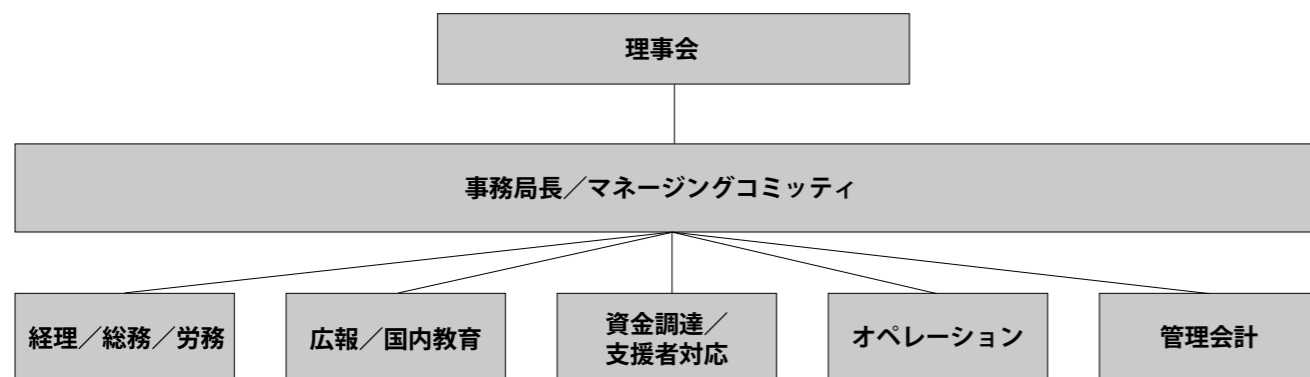 理事会
事務局長／マネージングコミッティ
経理／総務／労務
広報／国内教育
資金調達／
支援者対応
オペレーション
管理会計